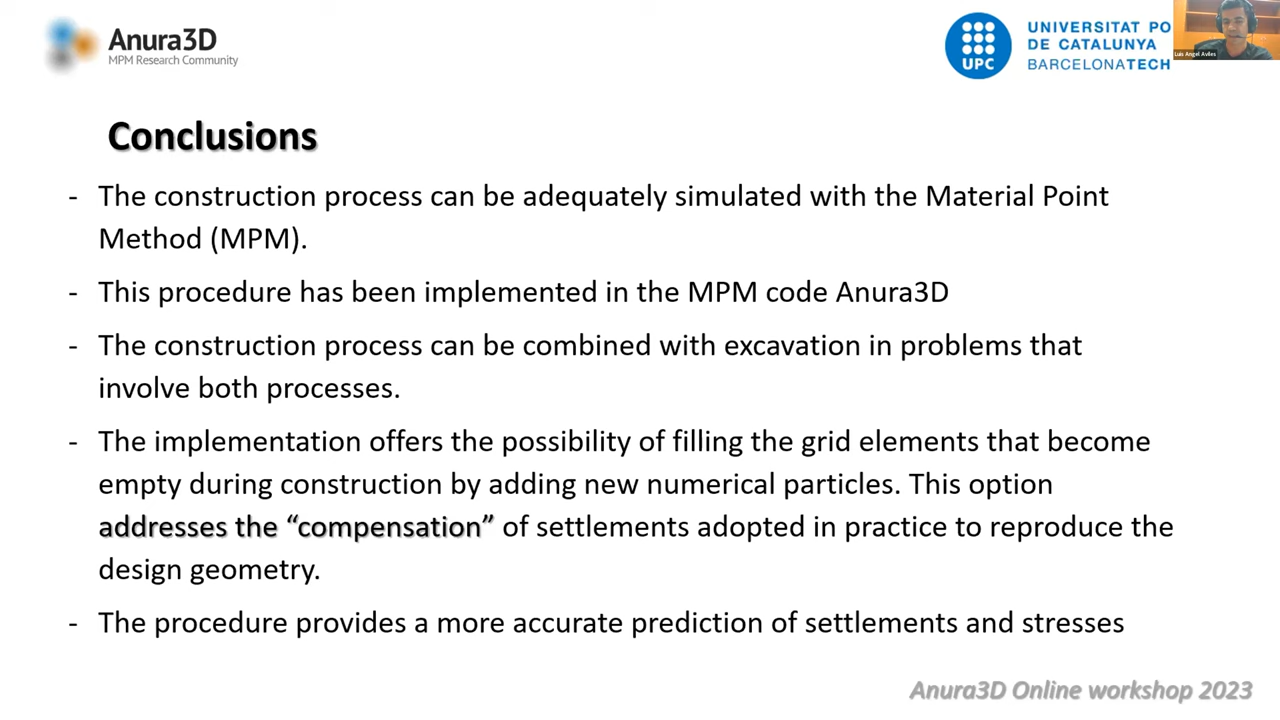 Anura3D
MPM Research Community
UPC
UNIVERSITAT PO
DE CATALUNYA
BARCELONATECH
Luis Angel Aviles
Conclusions
- The construction process can be adequately simulated with the Material Point
Method (MPM).
- This procedure has been implemented in the MPM code Anura3D
- The construction process can be combined with excavation in problems that
involve both processes.
- The implementation offers the possibility of filling the grid elements that become
empty during construction by adding new numerical particles. This option
addresses the “compensation” of settlements adopted in practice to reproduce the
design geometry.
- The procedure provides a more accurate prediction of settlements and stresses
Anura3D Online workshop 2023